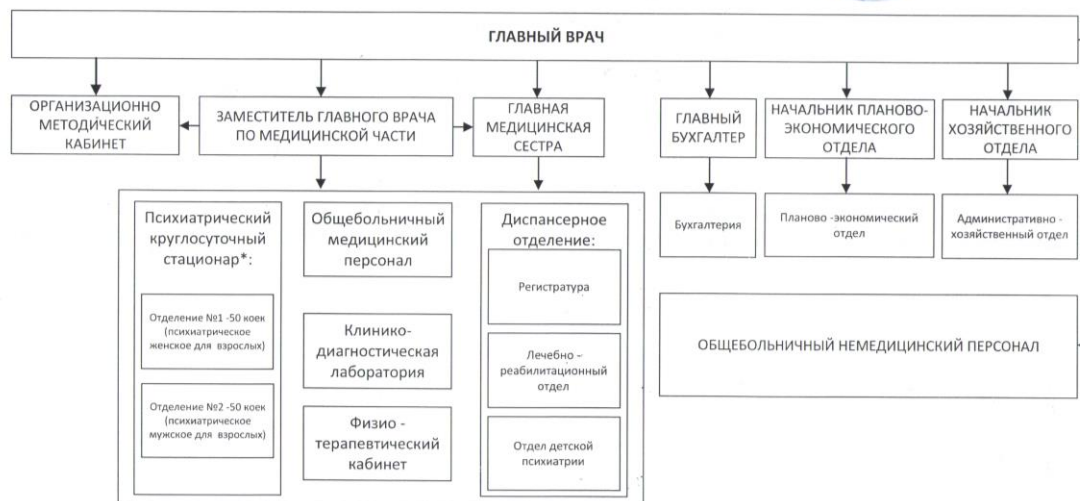 ГЛАВНЫЙ ВРАЧ
ОРГАНИЗАЦИОННО
МЕТОДИЧЕСКИЙ
КАБИНЕТ
ЗАМЕСТИТЕЛЬ ГЛАВНОГО ВРАЧА
ПО МЕДИЦИНСКОЙ ЧАСТИ
ГЛАВНАЯ
МЕДИЦИНСКАЯ
СЕСТРА
ГЛАВНЫЙ
БУХГАЛТЕР
НАЧАЛЬНИК ПЛАНОВО-
ЭКОНОМИЧЕСКОГО
ОТДЕЛА
НАЧАЛЬНИК
ХОЗЯЙСТВЕННОГО
ОТДЕЛА
Психиатрический
круглосуточный
стационар*:
Отделение №1 -50 коек
(психиатрическое
женское для взрослых)
Отделение №2 -50 коек
(психиатрическое
мужское для взрослых)
Общебольничный
медицинский
персонал
Клинико-
диагностическая
лаборатория
Физио -
терапевтический
кабинет
Диспансерное
отделение:
Регистратура
Лечебно -
реабилитационный
отдел
Отдел детской
психиатрии
Бухгалтерия
Планово -экономический
отдел
Административно -
хозяйственный отдел
ОБЩЕБОЛЬНИЧНЫЙ НЕМЕДИЦИНСКИЙ ПЕРСОНАЛ